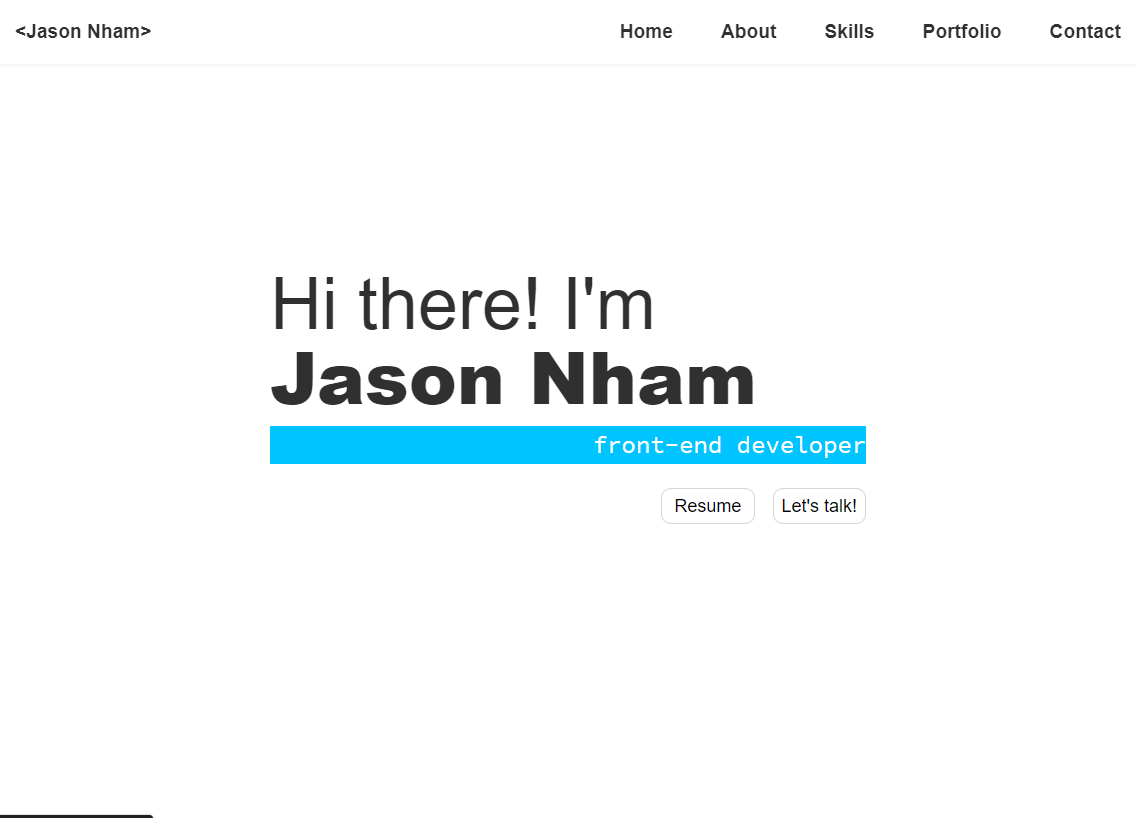 <Jason Nham>
Home About Skills Portfolio Contact
Hi there! I'm
Jason Nham
front-end developer
Resume Let's talk!